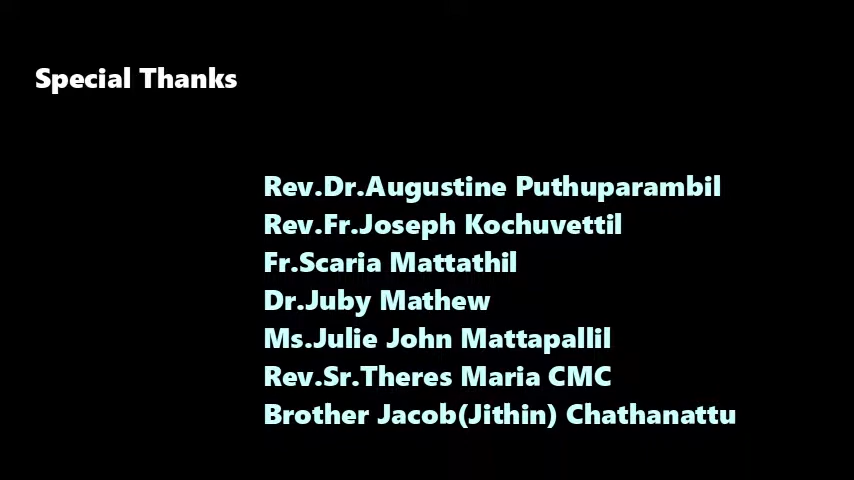 Special Thanks
Rev.Dr.Augustine Puthuparambil
Rev.Fr.Joseph Kochuvettil
Fr.Scaria Mattathil
Dr.Juby Mathew
Ms.Julie John Mattapallil
Rev.Sr.Theres Maria CMC
Brother Jacob(Jithin) Chathanattu